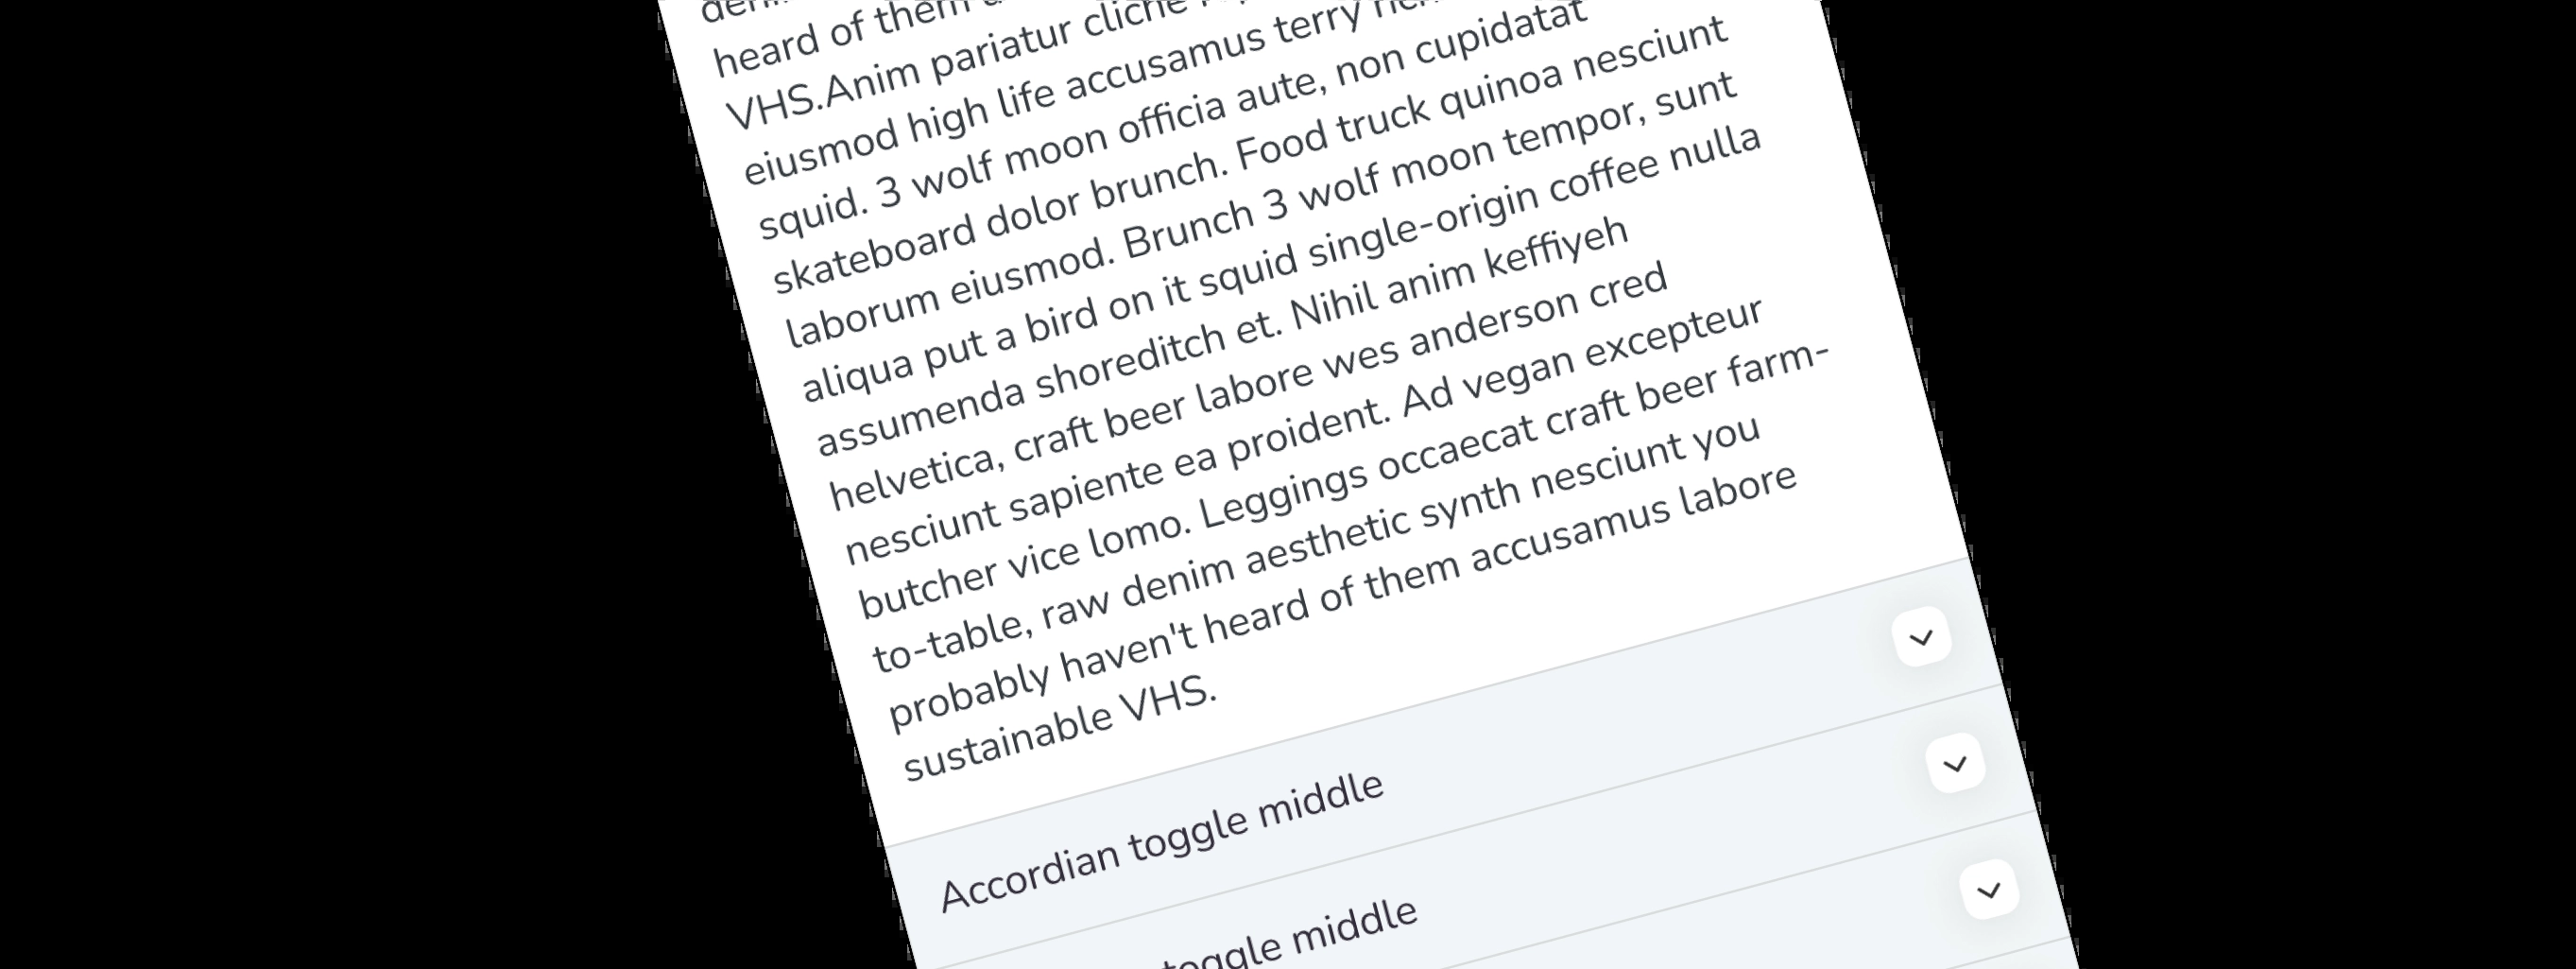 heard of them
VHS.Anim pariatur cliche
eiusmod high life accusamus terry
squid. 3 wolf moon officia aute, non cupidatat
skateboard dolor brunch. Food truck quinoa nesciunt
laborum eiusmod. Brunch 3 wolf moon tempor, sunt
aliqua put a bird on it squid single-origin coffee nulla
assumenda shoreditch et. Nihil anim keffiyeh
helvetica, craft beer labore wes anderson cred
nesciunt sapiente ea proident. Ad vegan excepteur
butcher vice lomo. Leggings occaecat craft beer farm-
to-table, raw denim aesthetic synth nesciunt you
probably haven't heard of them accusamus labore
sustainable VHS.
Accordian toggle middle
toggle middle